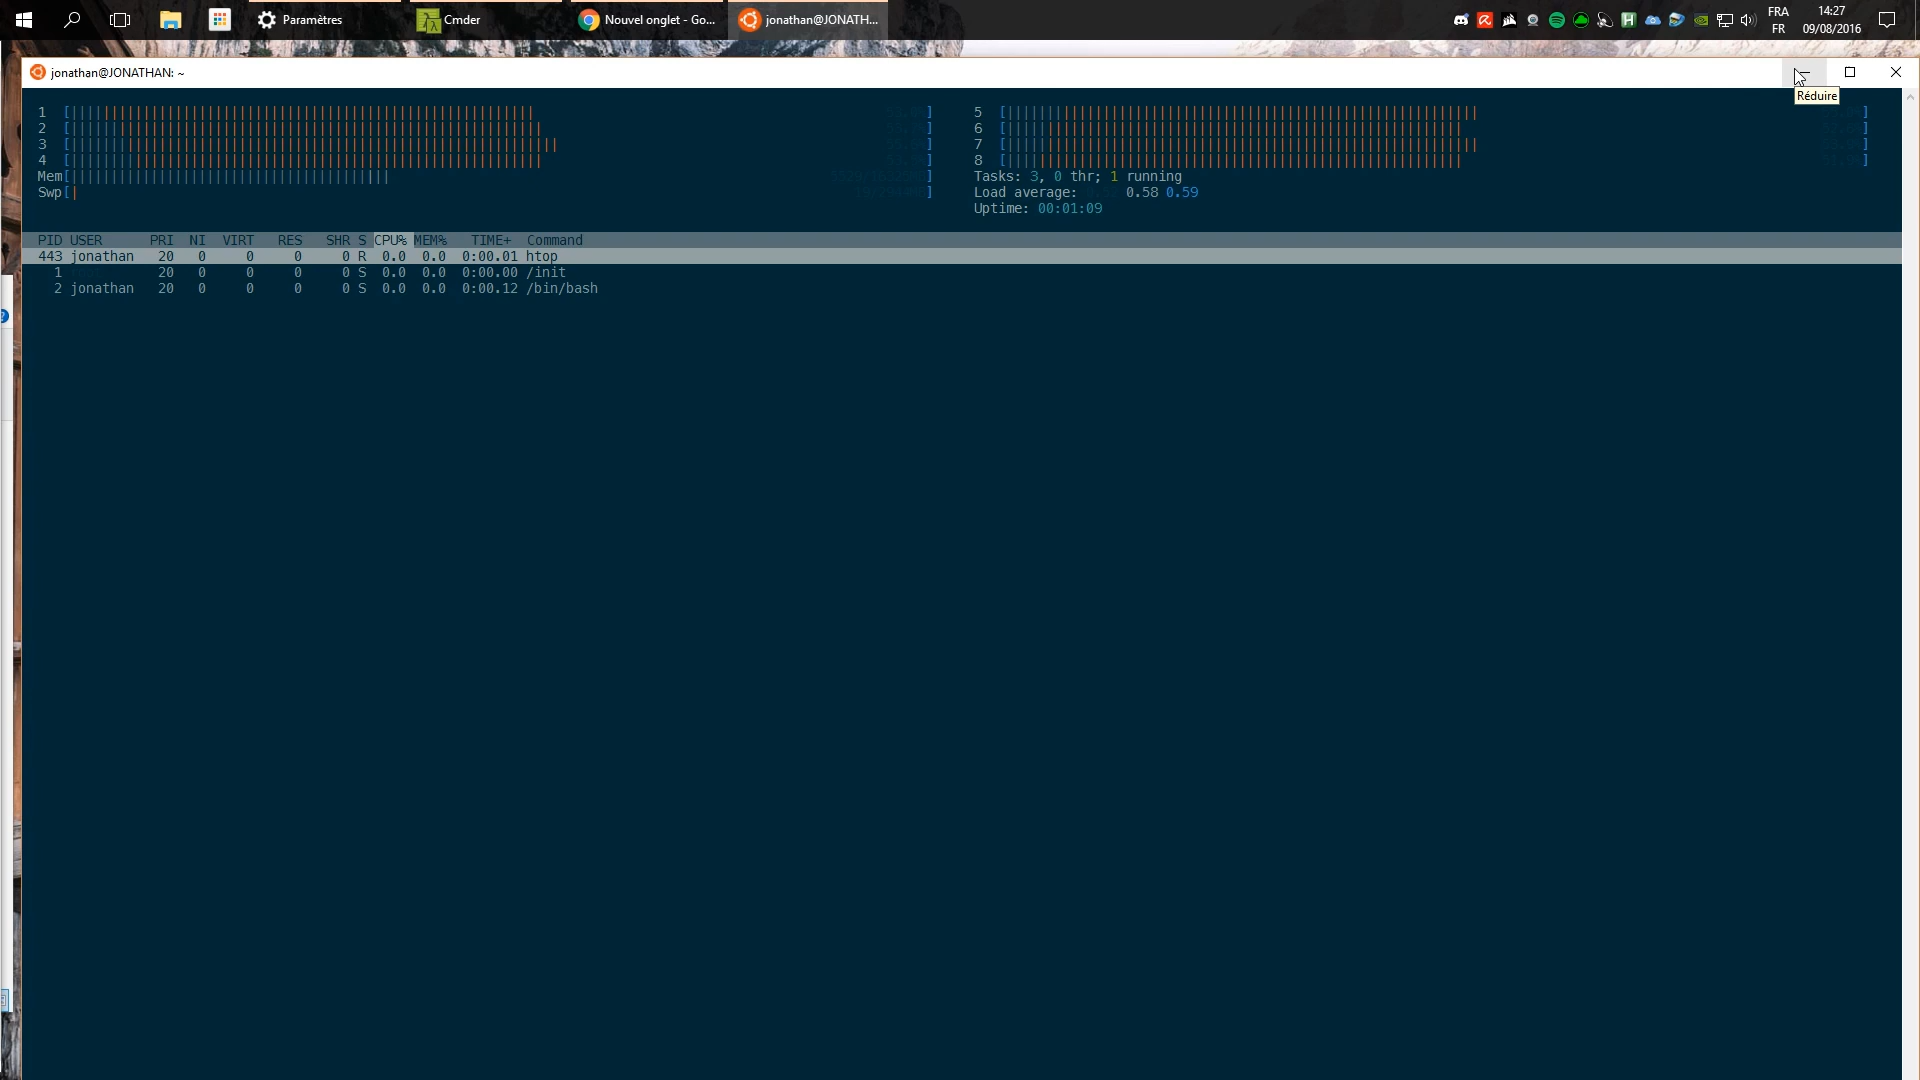 Paramètres
Cmder
Nouvel onglet - Go...
jonathan@JONATH...
FRA
FR
14:27
09/08/2016
jonathan@JONATHAN: ~
Réduire
1 [ ]
2 [ ]
3 [ ]
4 [ ]
Mem[ ]
Swp[ ]
5 [ ]
6 [ ]
7 [ ]
8 [ ]
Tasks: 3, 0 thr; 1 running
Load average: 0.58 0.59
Uptime: 00:01:09
PID USER PRI NI VIRT RES SHR S CPU% MEM% TIME+ Command
443 jonathan 20 0 0 0 0 R 0.0 0.0 0:00.01 htop
1 20 0 0 0 0 S 0.0 0.0 0:00.00 /init
2 jonathan 20 0 0 0 0 S 0.0 0.0 0:00.12 /bin/bash